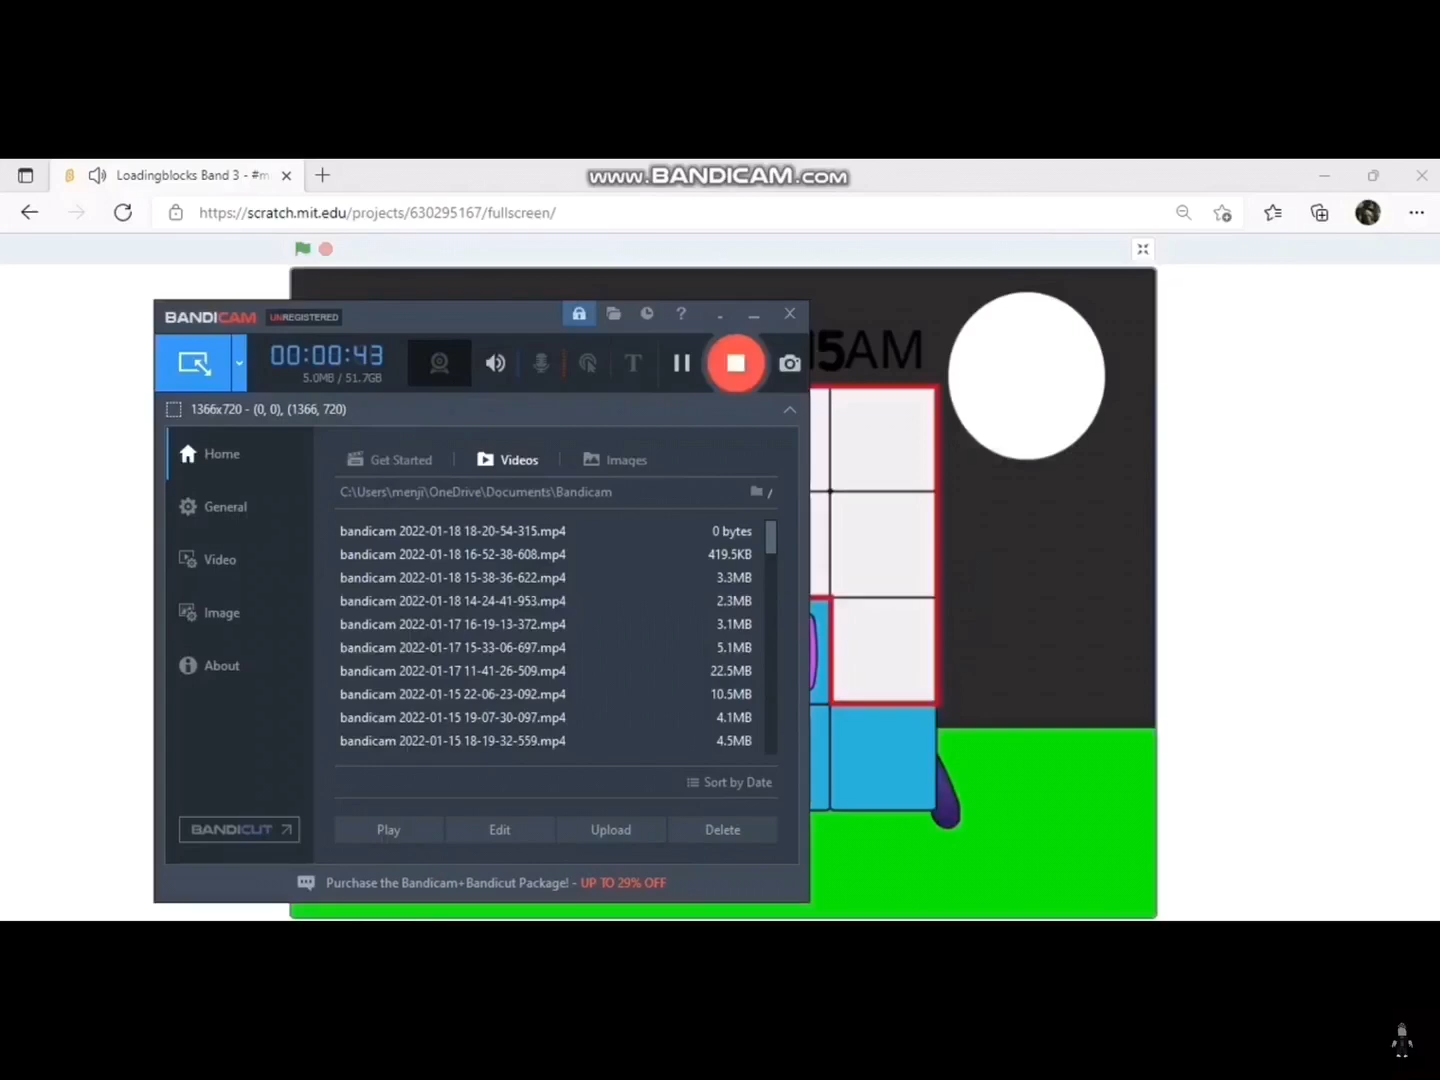 Loadingblocks Band 3 - #m
www.BANDICAM.com
https://scratch.mit.edu/projects/630295167/fullscreen/
BANDICAM UNREGISTERED
?
00:00:43
5.0MB / 51.7GB
T
15AM
1366x720 - (0, 0), (1366, 720)
Home
General
Video
Image
About
BANDICUT
Get Started
Videos
Images
C:\Users\menji\OneDrive\Documents\Bandicam
bandicam 2022-01-18 18-20-54-315.mp4 0 bytes
bandicam 2022-01-18 16-52-38-608.mp4 419.5KB
bandicam 2022-01-18 15-38-36-622.mp4 3.3MB
bandicam 2022-01-18 14-24-41-953.mp4 2.3MB
bandicam 2022-01-17 16-19-13-372.mp4 3.1MB
bandicam 2022-01-17 15-33-06-697.mp4 5.1MB
bandicam 2022-01-17 11-41-26-509.mp4 22.5MB
bandicam 2022-01-15 22-06-23-092.mp4 10.5MB
bandicam 2022-01-15 19-07-30-097.mp4 4.1MB
bandicam 2022-01-15 18-19-32-559.mp4 4.5MB
Sort by Date
Play Edit Upload Delete
Purchase the Bandicam+Bandicut Package! - UP TO 29% OFF